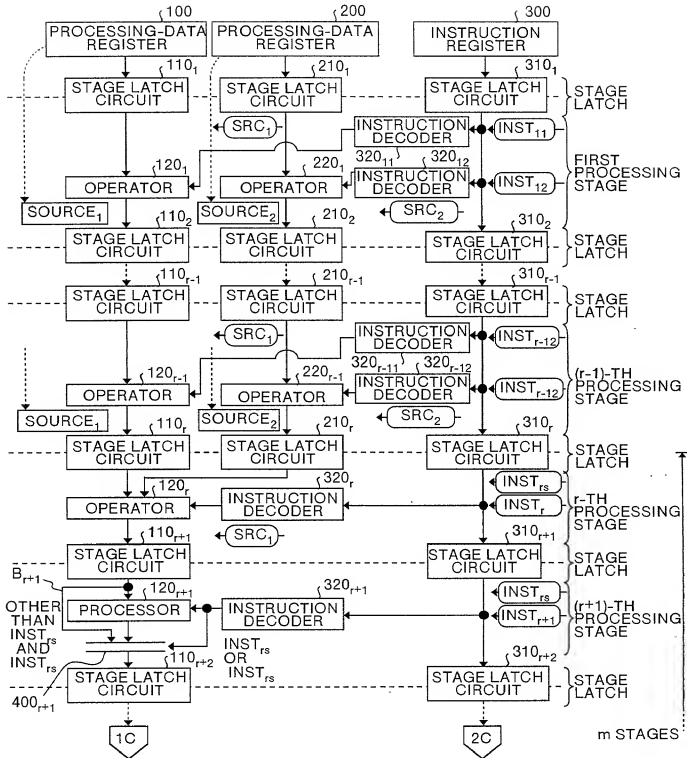 100
200
300
PROCESSING-DATA
REGISTER
PROCESSING-DATA
REGISTER
INSTRUCTION
REGISTER
110₁
210₁
310₁
STAGE LATCH
CIRCUIT
STAGE LATCH
CIRCUIT
STAGE LATCH
CIRCUIT
STAGE
LATCH
SRC₁
INSTRUCTION
DECODER
INST₁₁
120₁
220₁
320₁₁
320₁₂
FIRST
PROCESSING
STAGE
OPERATOR
OPERATOR
INSTRUCTION
DECODER
INST₁₂
SOURCE₁
SOURCE₂
SRC₂
110₂
210₂
310₂
STAGE LATCH
CIRCUIT
STAGE LATCH
CIRCUIT
STAGE LATCH
CIRCUIT
STAGE
LATCH
110r-1
210r-1
310r-1
STAGE LATCH
CIRCUIT
STAGE LATCH
CIRCUIT
STAGE LATCH
CIRCUIT
STAGE
LATCH
SRC₁
INSTRUCTION
DECODER
INSTr-12
120r-1
220r-1
320r-11
320r-12
(r-1)-TH
PROCESSING
STAGE
OPERATOR
OPERATOR
INSTRUCTION
DECODER
INSTr-12
SOURCE₁
SOURCE₂
SRC₂
110r
210r
310r
STAGE LATCH
CIRCUIT
STAGE LATCH
CIRCUIT
STAGE LATCH
CIRCUIT
STAGE
LATCH
120r
320r
INSTrs
r-TH
PROCESSING
STAGE
OPERATOR
INSTRUCTION
DECODER
INSTr
SRC₁
110r+1
310r+1
STAGE LATCH
CIRCUIT
STAGE LATCH
CIRCUIT
STAGE
LATCH
Br+1
120r+1
320r+1
INSTrs
(r+1)-TH
PROCESSING
STAGE
PROCESSOR
INSTRUCTION
DECODER
INSTr+1
OTHER
THAN
INSTrs
AND
INSTrs
INSTrs
OR
INSTrs
110r+2
310r+2
STAGE LATCH
CIRCUIT
STAGE LATCH
CIRCUIT
STAGE
LATCH
400r+1
1C
2C
m STAGES